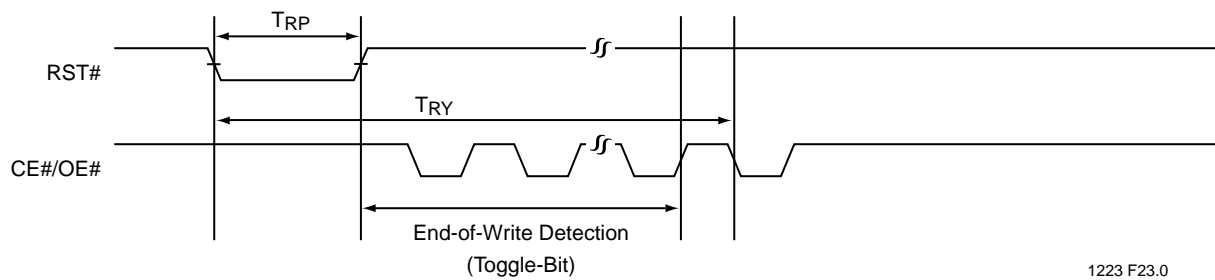 TRP
RST#
TRY
CE#/OE#
End-of-Write Detection
(Toggle-Bit)
1223 F23.0